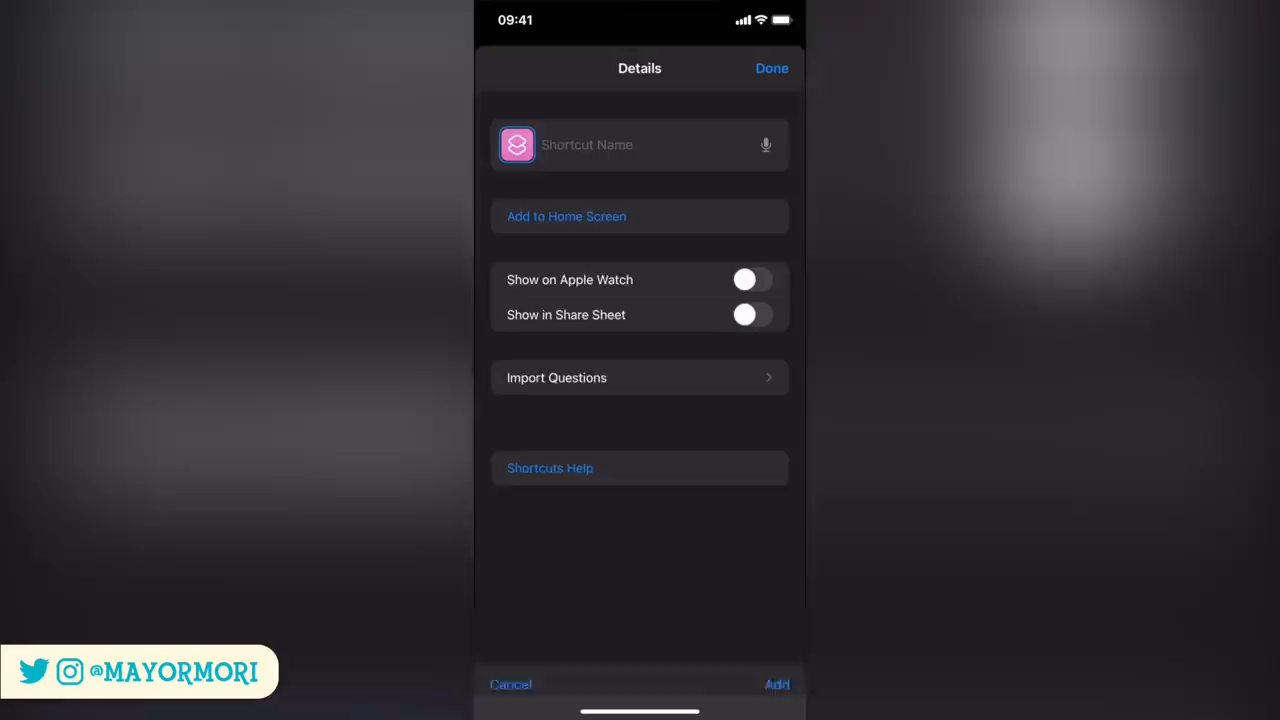 09:41
Details
Done
Shortcut Name
Add to Home Screen
Show on Apple Watch
Show in Share Sheet
Import Questions
Shortcuts Help
Cancel
Add
@MAYORMORI